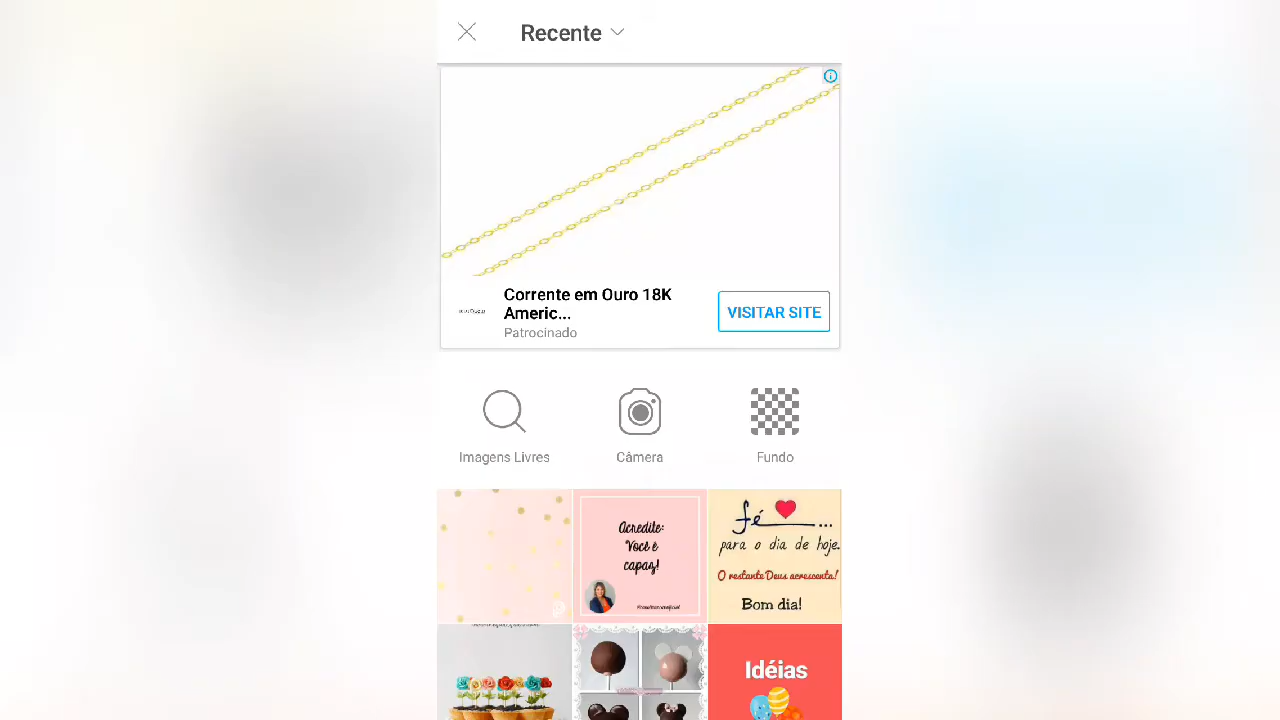 Recente
Corrente em Ouro 18K
Americ...
Patrocinado
VISITAR SITE
Imagens Livres
Câmera
Fundo
Acredite:
Você é
capaz!
fé ...
para o dia de hoje.
O restante Deus acrescenta!
Bom dia!
Idéias